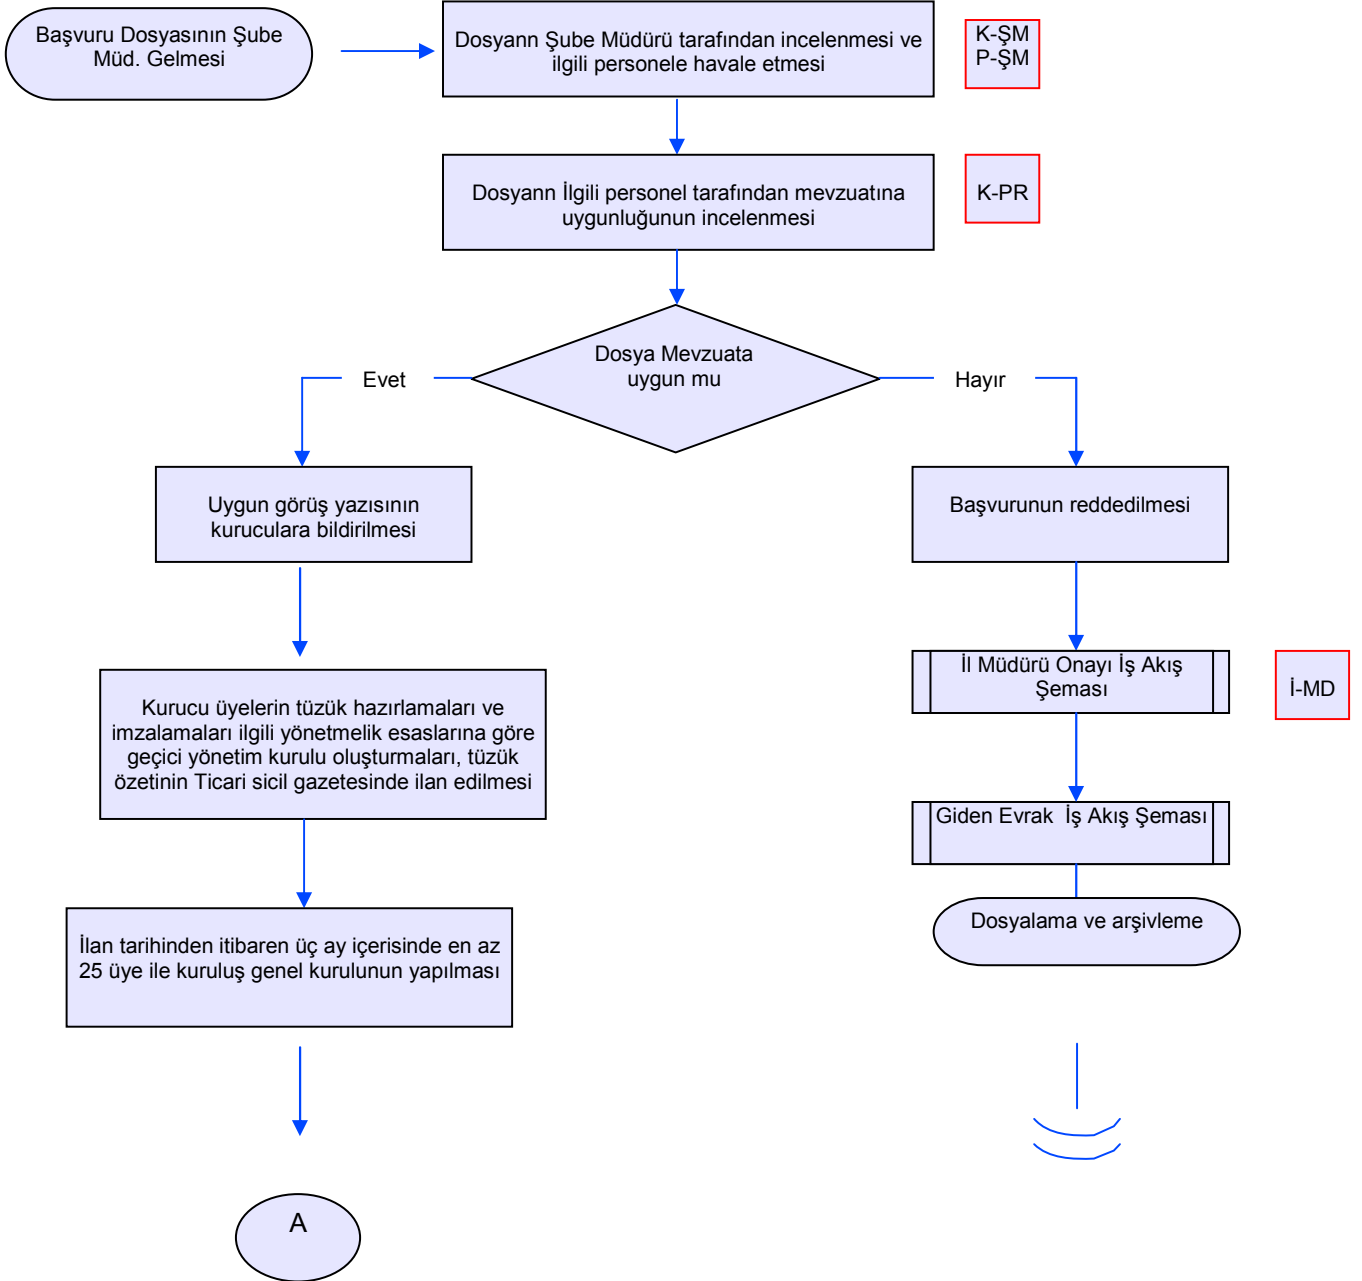 Başvuru Dosyasının Şube
Müd. Gelmesi
Dosyann Şube Müdürü tarafından incelenmesi ve
ilgili personele havale etmesi
K-ŞM
P-ŞM
Dosyann İlgili personel tarafından mevzuatına
uygunluğunun incelenmesi
K-PR
Dosya Mevzuata
uygun mu
Evet
Hayır
Uygun görüş yazısının
kuruculara bildirilmesi
Başvurunun reddedilmesi
İl Müdürü Onayı İş Akış
Şeması
İ-MD
Kurucu üyelerin tüzük hazırlamaları ve
imzalamaları ilgili yönetmelik esaslarına göre
geçici yönetim kurulu oluşturmaları, tüzük
özetinin Ticari sicil gazetesinde ilan edilmesi
Giden Evrak  İş Akış Şeması
Dosyalama ve arşivleme
İlan tarihinden itibaren üç ay içerisinde en az
25 üye ile kuruluş genel kurulunun yapılması
A